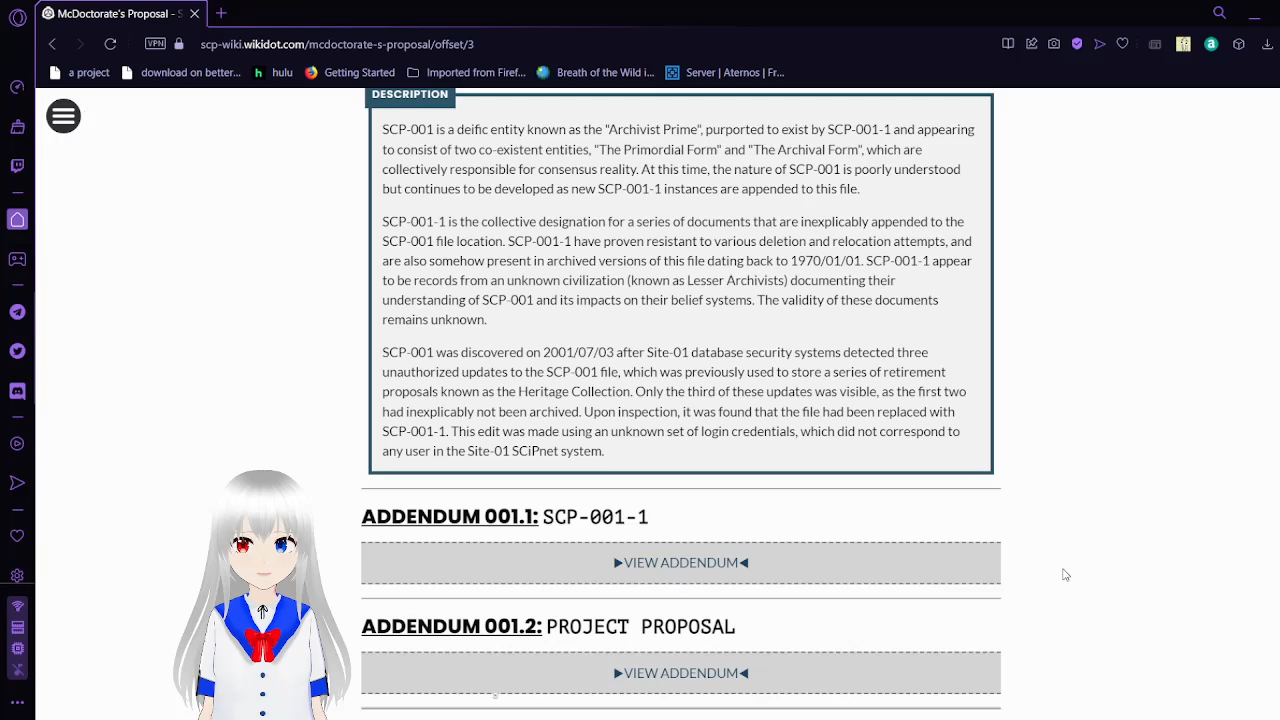 McDoctorate's Proposal - S
VPN
scp-wiki.wikidot.com/mcdoctorate-s-proposal/offset/3
a project
download on better...
hulu
Getting Started
Imported from Firef...
Breath of the Wild i...
Server | Aternos | Fr...
DESCRIPTION
SCP-001 is a deific entity known as the "Archivist Prime", purported to exist by SCP-001-1 and appearing
to consist of two co-existent entities, "The Primordial Form" and "The Archival Form", which are
collectively responsible for consensus reality. At this time, the nature of SCP-001 is poorly understood
but continues to be developed as new SCP-001-1 instances are appended to this file.
SCP-001-1 is the collective designation for a series of documents that are inexplicably appended to the
SCP-001 file location. SCP-001-1 have proven resistant to various deletion and relocation attempts, and
are also somehow present in archived versions of this file dating back to 1970/01/01. SCP-001-1 appear
to be records from an unknown civilization (known as Lesser Archivists) documenting their
understanding of SCP-001 and its impacts on their belief systems. The validity of these documents
remains unknown.
SCP-001 was discovered on 2001/07/03 after Site-01 database security systems detected three
unauthorized updates to the SCP-001 file, which was previously used to store a series of retirement
proposals known as the Heritage Collection. Only the third of these updates was visible, as the first two
had inexplicably not been archived. Upon inspection, it was found that the file had been replaced with
SCP-001-1. This edit was made using an unknown set of login credentials, which did not correspond to
any user in the Site-01 SCiPnet system.
ADDENDUM 001.1: SCP-001-1
▶VIEW ADDENDUM◀
ADDENDUM 001.2: PROJECT PROPOSAL
▶VIEW ADDENDUM◀